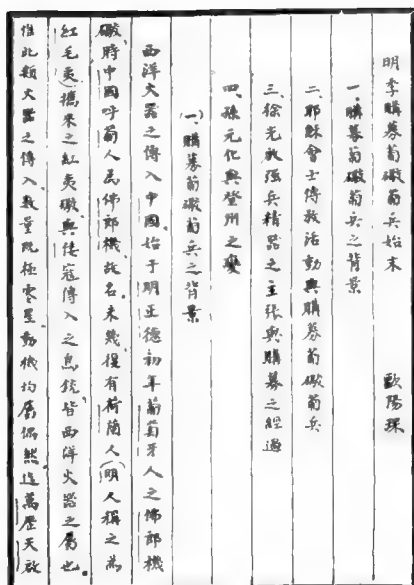 明季購募葡礮葡兵始末　歐陽琛
一、購募葡礮葡兵之背景
二、耶穌會士傳教活動與購募葡礮葡兵
三、徐光啟强兵精器之主張與購募之經過
四、孫元化與登州之變
(一)購募葡礮葡兵之背景
西洋火器之傳入中國始于明正德初年葡萄牙人之佛郎機
礮時中國呼葡人為佛郎機故名未幾復有荷蘭人(明人稱之為
紅毛夷)攜來之紅夷礮與倭寇傳入之鳥銃皆西洋火器之屬也
惟此類火器之傳入數量既極零星動機均屬偶然迨萬歷天啟